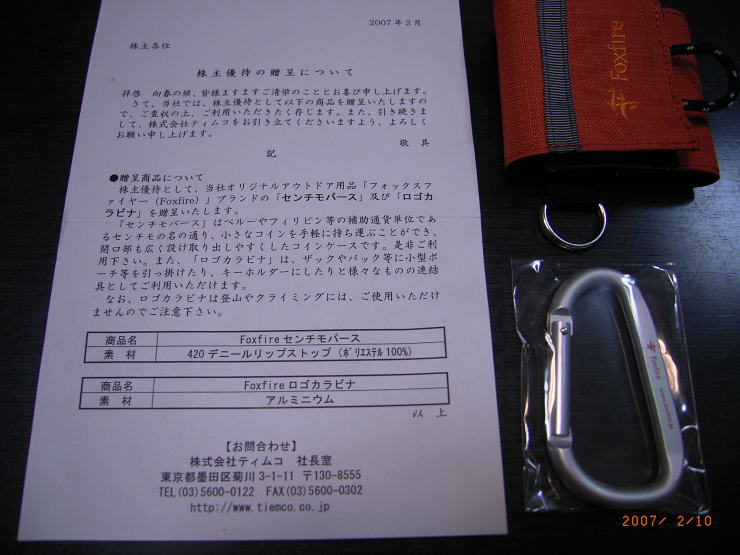 2007年2月
株主各位
株主優待の贈呈について
拝啓　向春の候、皆様ますますご清栄のこととお喜び申し上げます。
さて、当社では、株主優待として以下の商品を贈呈いたしますの
で、ご査収の上、ご利用いただきたく存じます。また、引き続きま
して、株式会社ティムコをお引き立てくださいますよう、よろしく
お願い申し上げます。
敬具
記
●贈呈商品について
株主優待として、当社オリジナルアウトドア用品「フォックスフ
ァイヤー（Foxfire）」ブランドの「センチモパース」及び「ロゴカ
ラビナ」を贈呈いたします。
「センチモパース」はペルーやフィリピン等の補助通貨単位であ
るセンチモの名の通り、小さなコインを手軽に持ち運ぶことができ、
開口部も広く設け取り出しやすくしたコインケースです。是非ご利
用下さい。また、「ロゴカラビナ」は、ザックやバック等に小型ポ
ーチ等を引っ掛けたり、キーホルダーにしたりと様々なものの連結
具としてご利用いただけます。
なお、ロゴカラビナは登山やクライミングには、ご使用いただけ
ませんのでご注意下さい。
商品名　Foxfireセンチモパース
素　材　420デニールリップストップ（ﾎﾟﾘｴｽﾃﾙ100%）
商品名　Foxfireロゴカラビナ
素　材　アルミニウム
以　上
【お問合わせ】
株式会社ティムコ　社長室
東京都墨田区菊川3-1-11 〒130-8555
TEL(03)5600-0122　FAX(03)5600-0302
http://www.tiemco.co.jp
Foxfire
Foxfire
2007/ 2/10